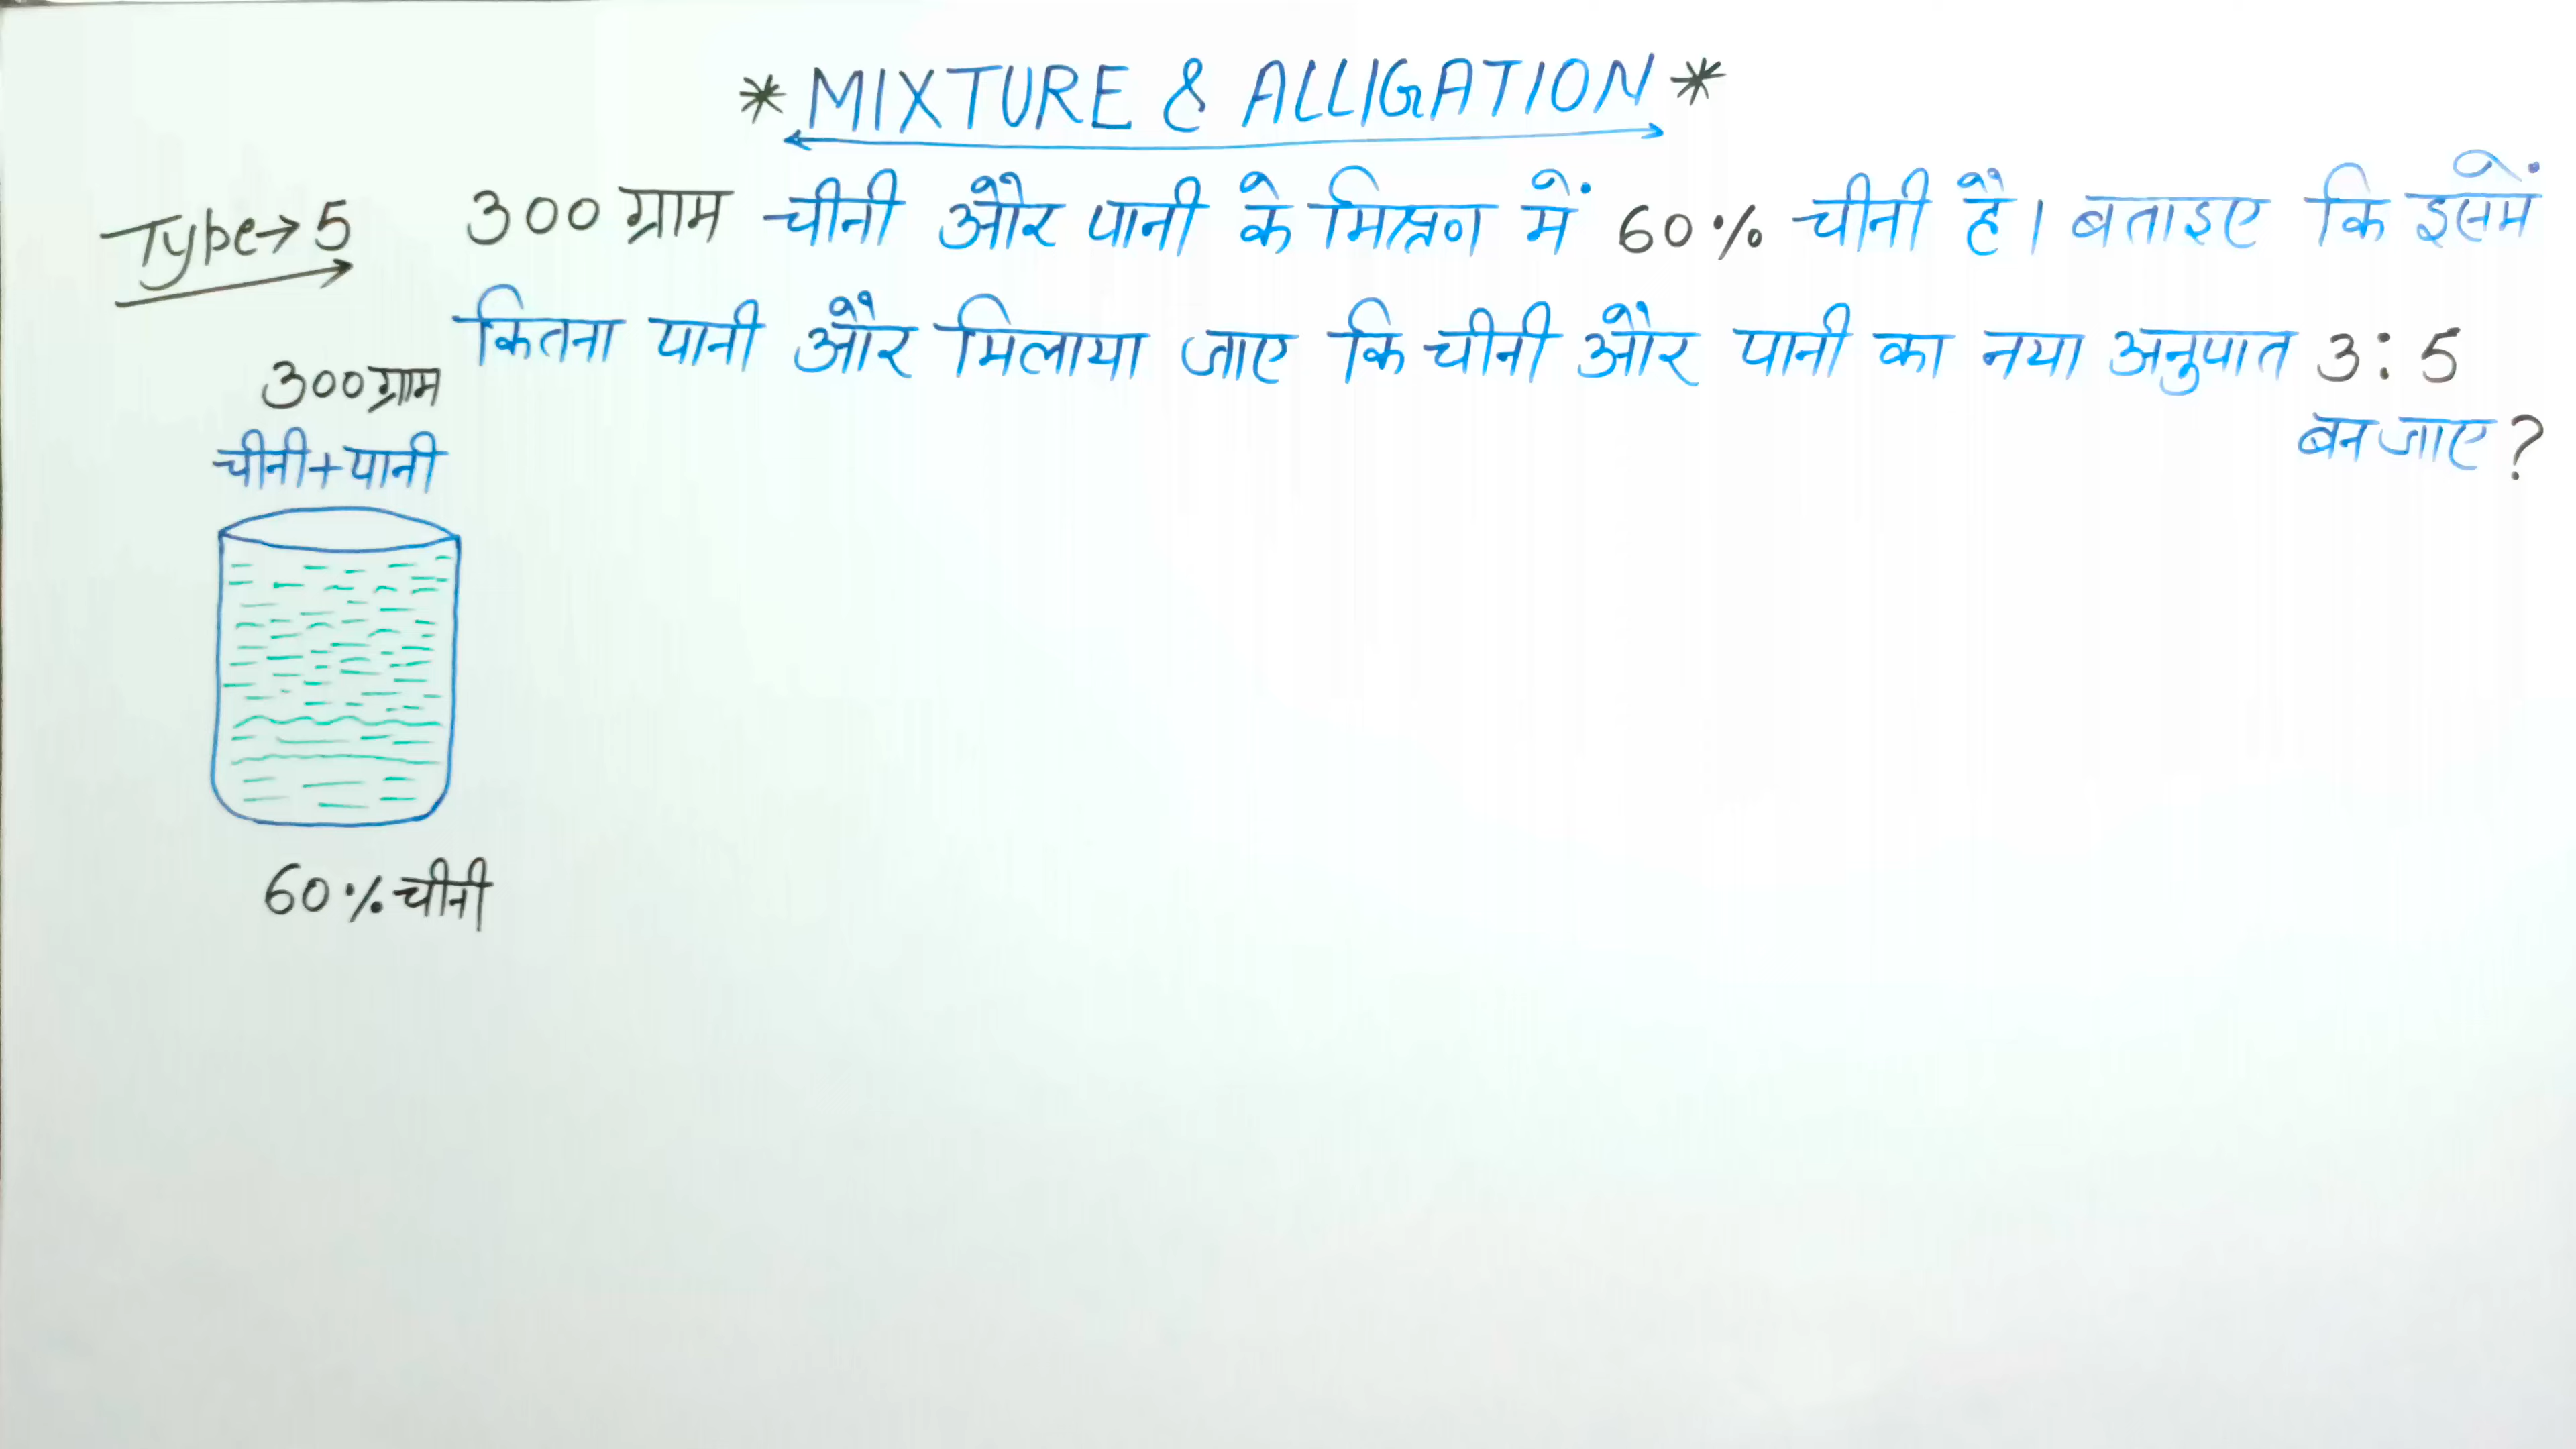 * MIXTURE & ALLIGATION *
Type→5 300 ग्राम चीनी और पानी के मिश्रण में 60% चीनी है। बताइए कि इसमें
कितना पानी और मिलाया जाए कि चीनी और पानी का नया अनुपात 3:5
बन जाए?
300 ग्राम
चीनी+पानी
60% चीनी